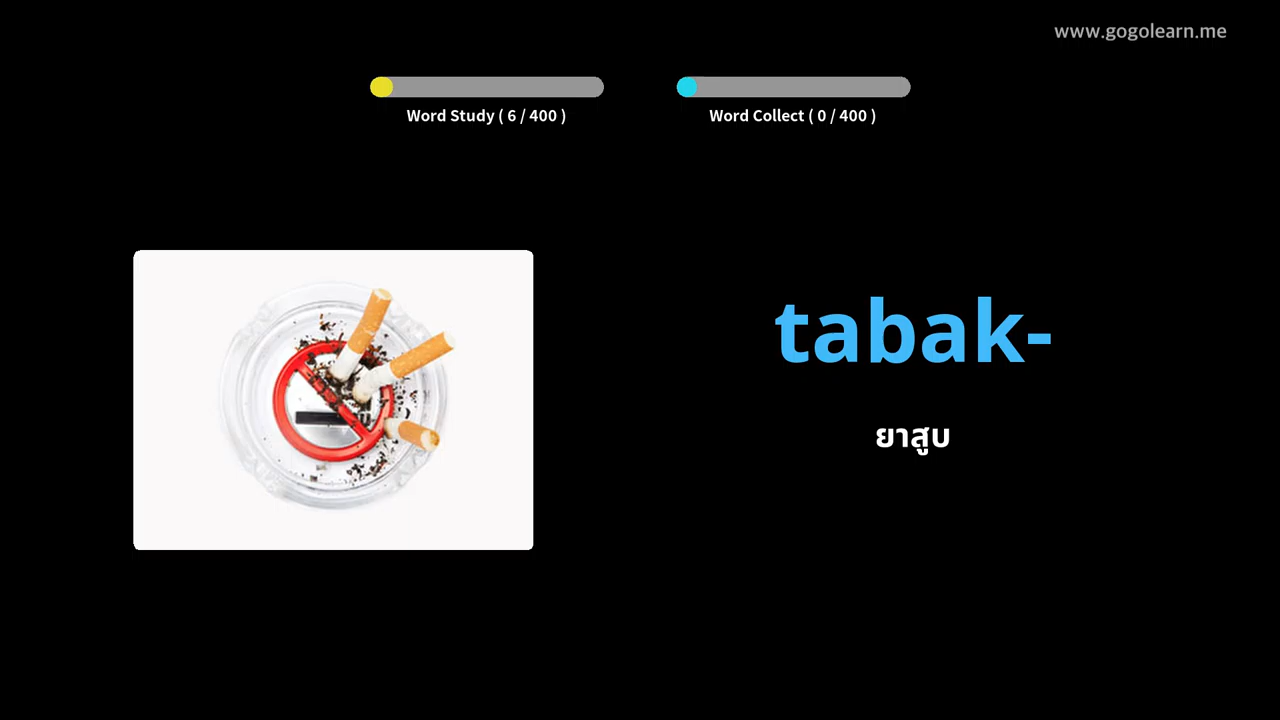 www.gogolearn.me
Word Study ( 6 / 400 )
Word Collect ( 0 / 400 )
tabak-
ยาสูบ